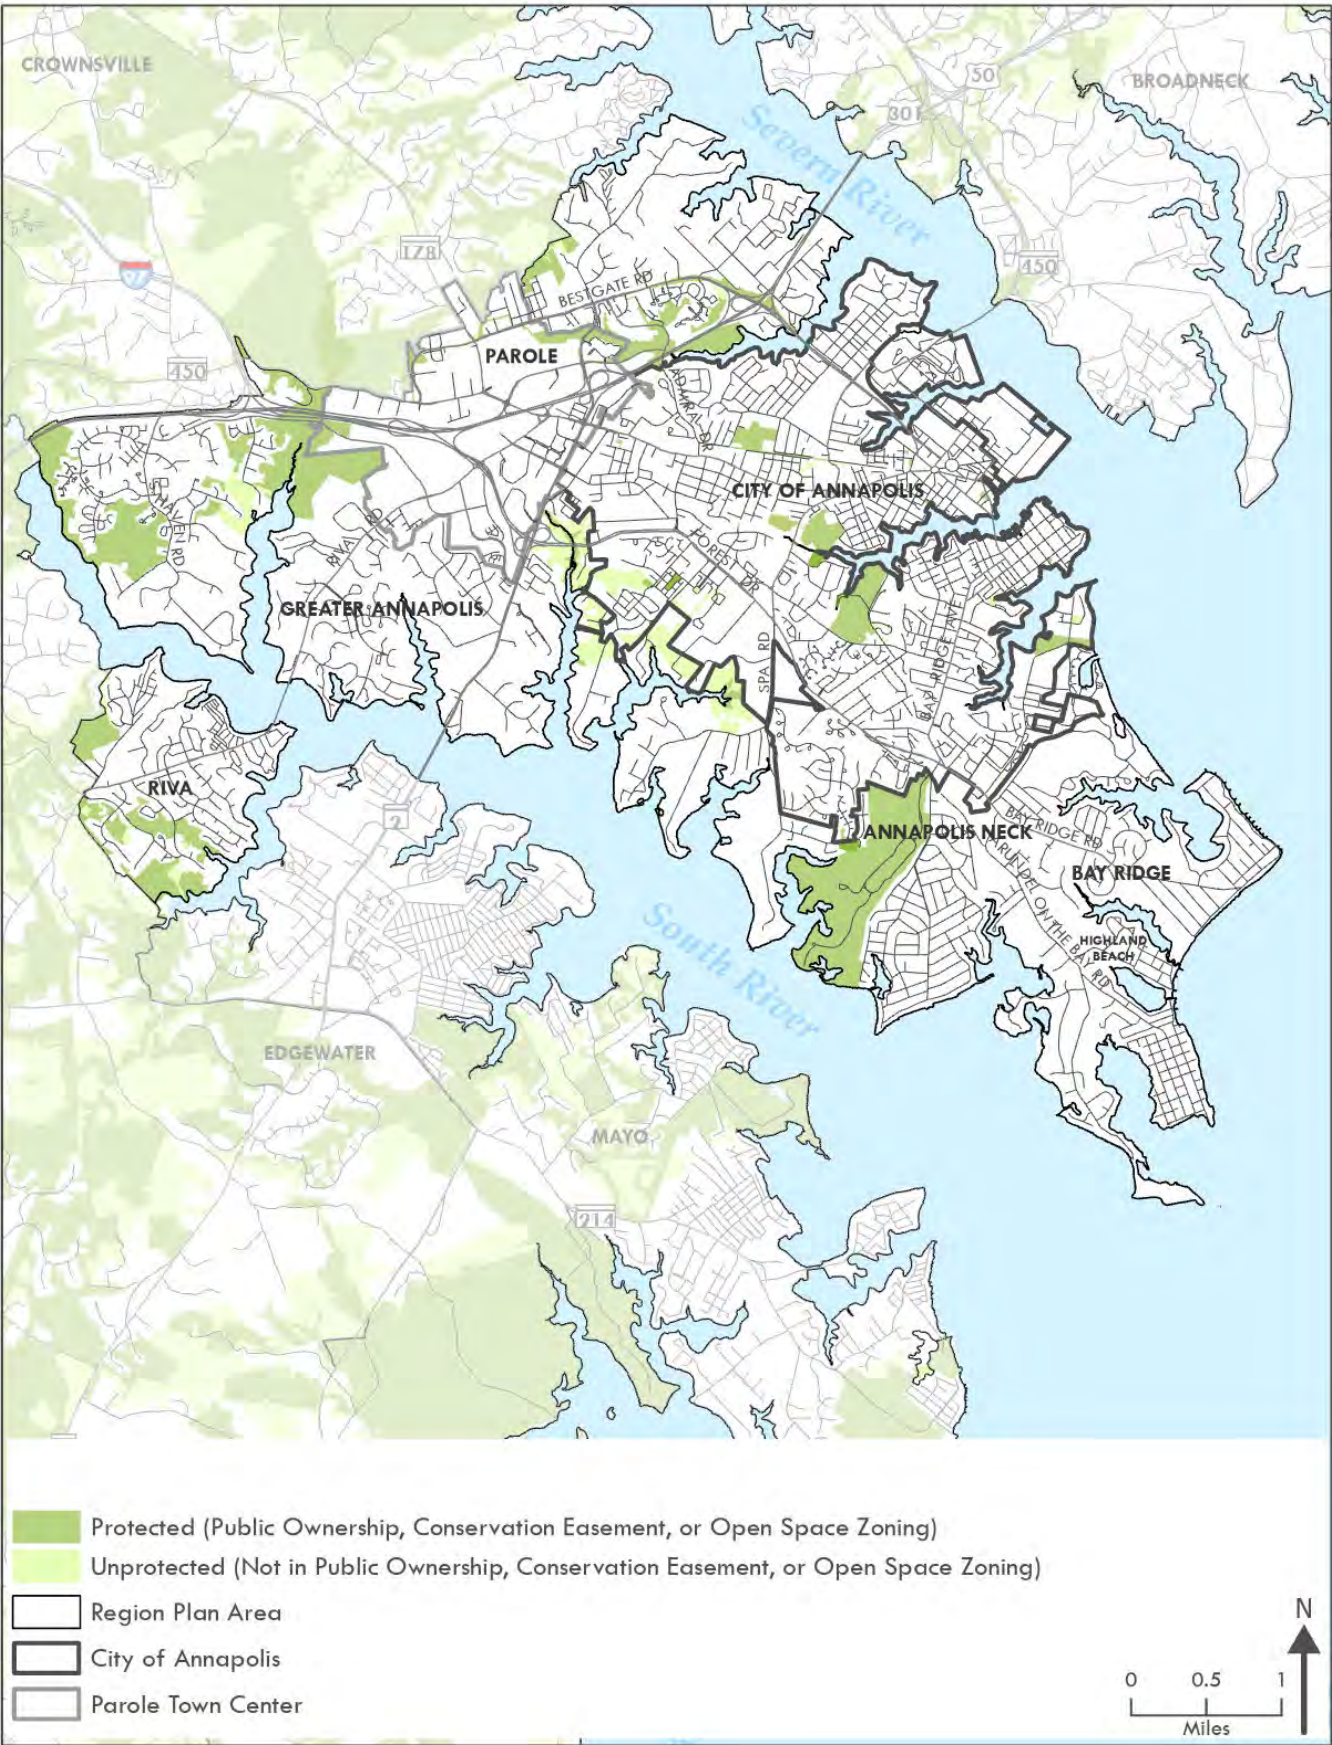 CROWNSVILLE
50
BROADNECK
301
Severn River
178
450
97
BESTGATE RD
PAROLE
450
ADMIRAL DR
CITY OF ANNAPOLIS
S HAVEN RD
RIVA RD
FOREST DR
GREATER ANNAPOLIS
SPA RD
BAY RIDGE AVE
RIVA
2
BAY RIDGE RD
ANNAPOLIS NECK
ARUNDEL ON THE BAY RD
BAY RIDGE
HIGHLAND
BEACH
South River
EDGEWATER
MAYO
214
Protected (Public Ownership, Conservation Easement, or Open Space Zoning)
Unprotected (Not in Public Ownership, Conservation Easement, or Open Space Zoning)
Region Plan Area
City of Annapolis
Parole Town Center
N
0 0.5 1
Miles